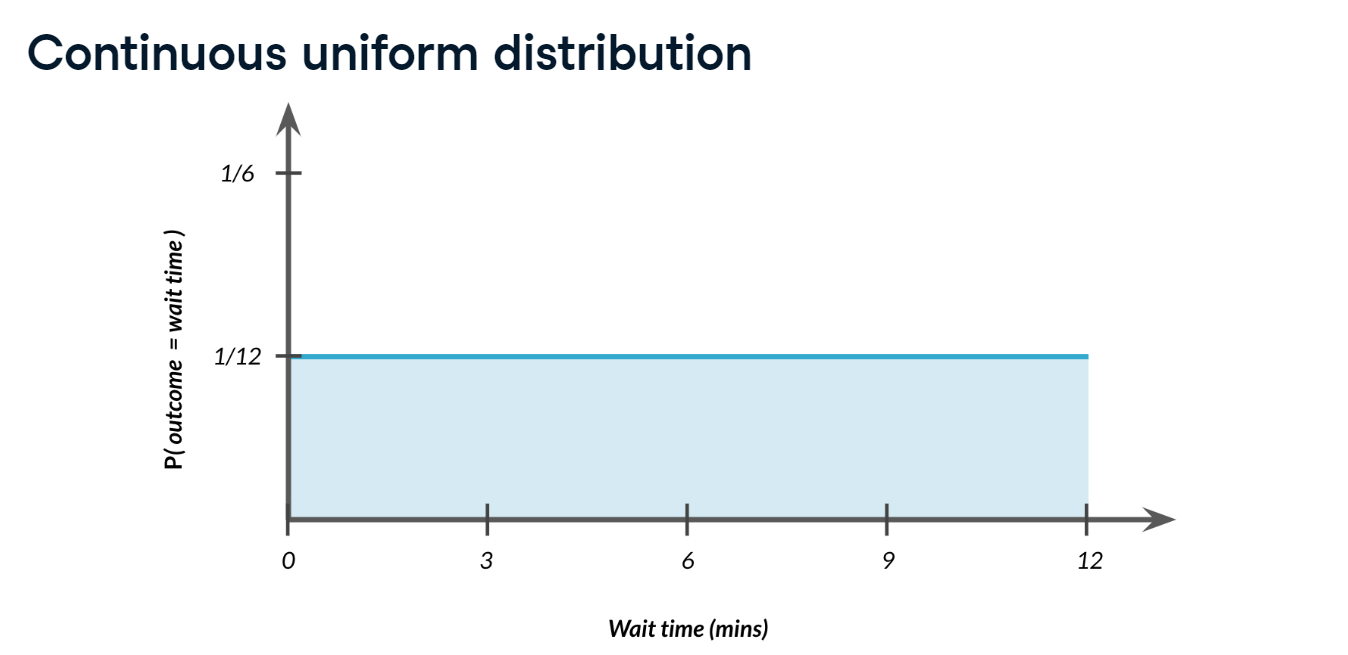 Continuous uniform distribution
1/6
P( outcome = wait time )
1/12
0 3 6 9 12
Wait time (mins)